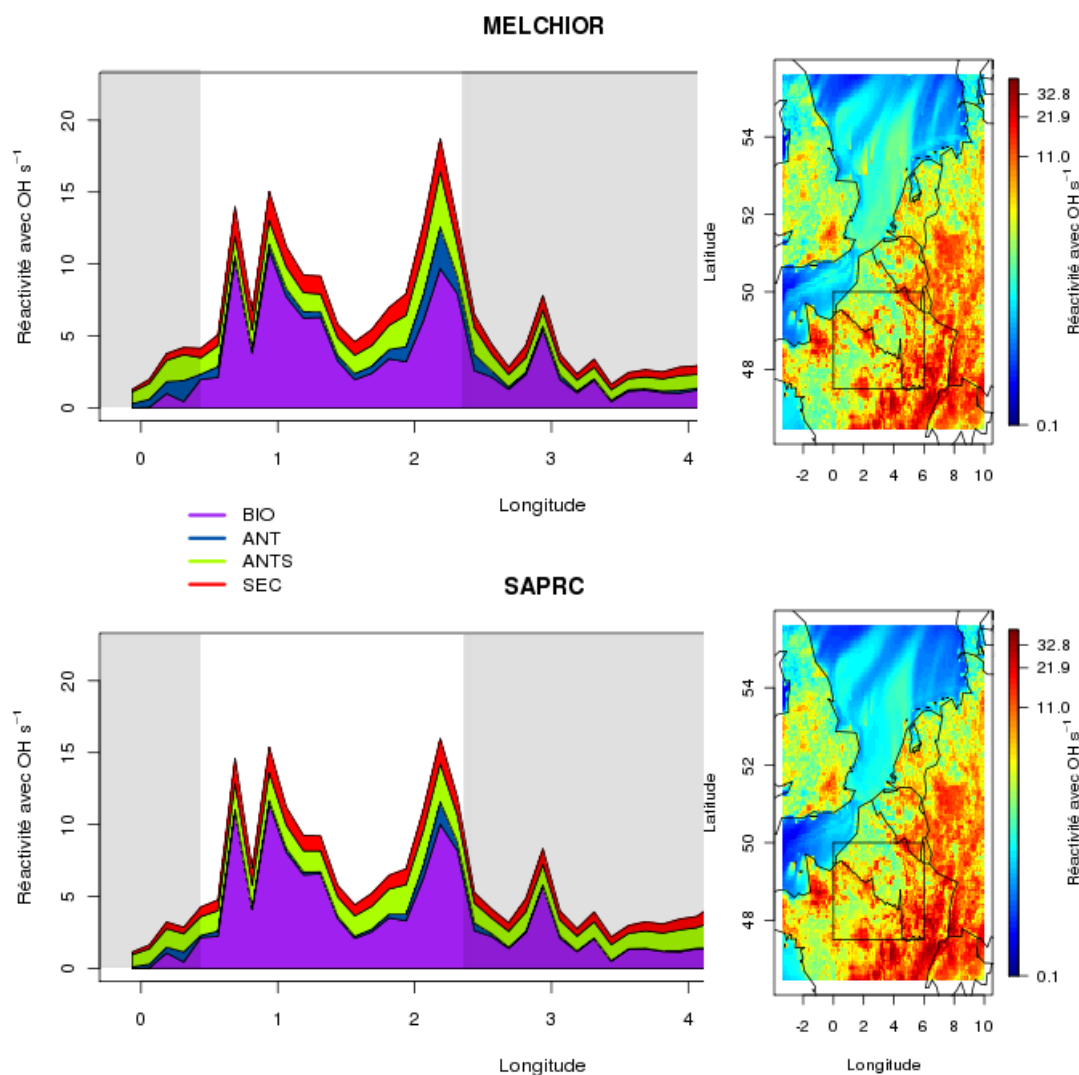 MELCHIOR
Réactivité avec OH s⁻¹
0
5
10
15
20
0 1 2 3 4
Longitude
Latitude
48
50
52
54
-2 0 2 4 6 8 10
32.8
21.9
11.0
0.1
Réactivité avec OH s⁻¹
BIO
ANT
ANTS
SEC
SAPRC
Réactivité avec OH s⁻¹
0
5
10
15
20
0 1 2 3 4
Longitude
Latitude
48
50
52
54
-2 0 2 4 6 8 10
Longitude
32.8
21.9
11.0
0.1
Réactivité avec OH s⁻¹